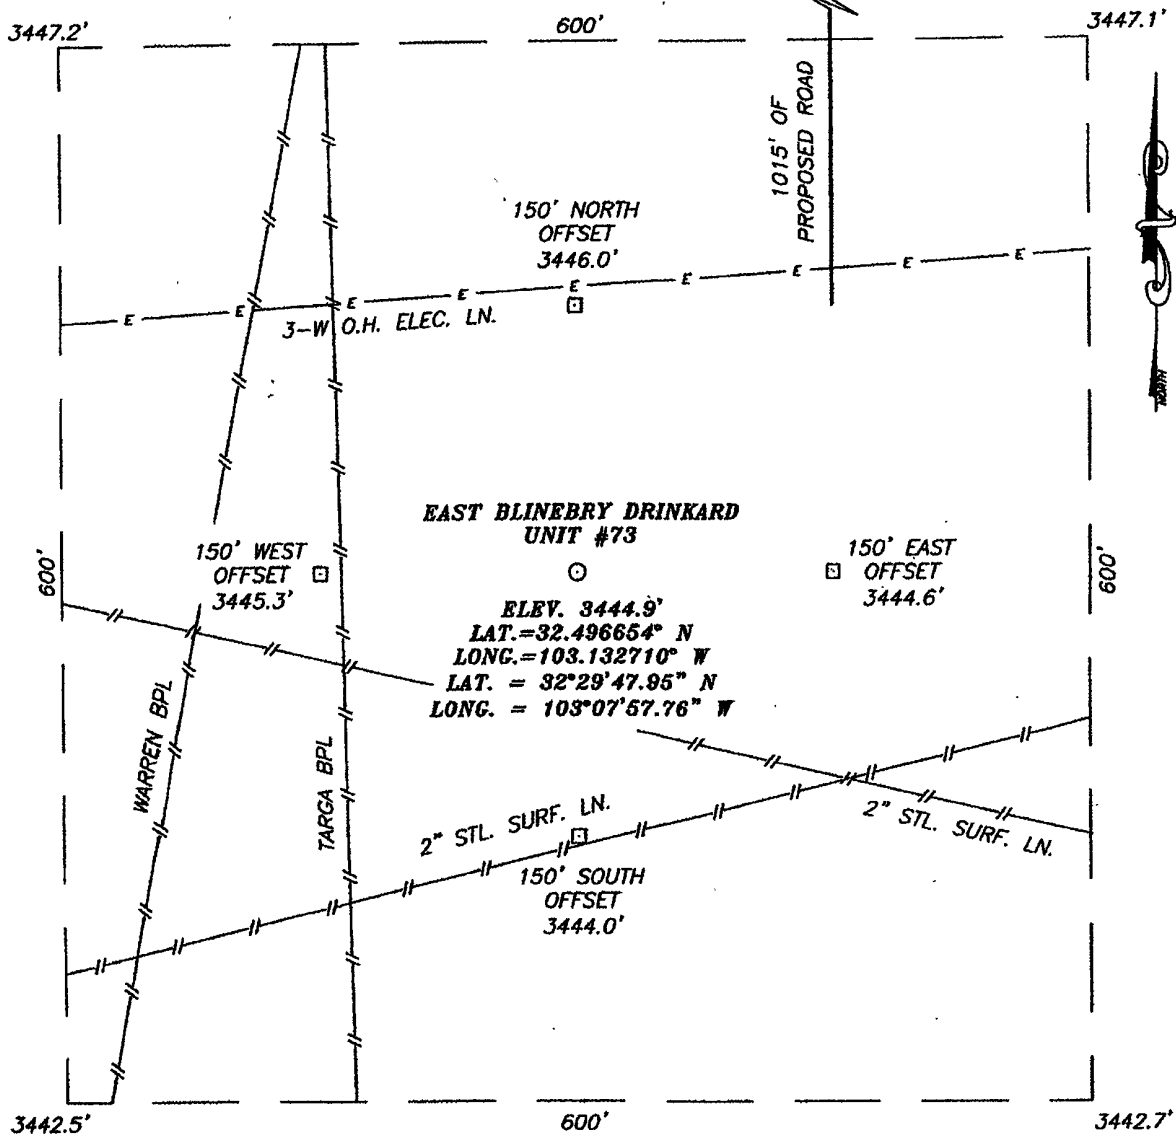 3447.2'
600'
3447.1'
1015' OF
PROPOSED ROAD
NORTH
150' NORTH
OFFSET
3446.0'
E E E E E E E E E
3-W O.H. ELEC. LN.
EAST BLINEBRY DRINKARD
UNIT #73
150' WEST
OFFSET
3445.3'
150' EAST
OFFSET
3444.6'
600'
600'
ELEV. 3444.9'
LAT.=32.496654° N
LONG.=103.132710° W
LAT. = 32°29'47.95" N
LONG. = 103°07'57.76" W
WARREN BPL
TARGA BPL
2" STL. SURF. LN.
2" STL. SURF. LN.
150' SOUTH
OFFSET
3444.0'
3442.5'
600'
3442.7'